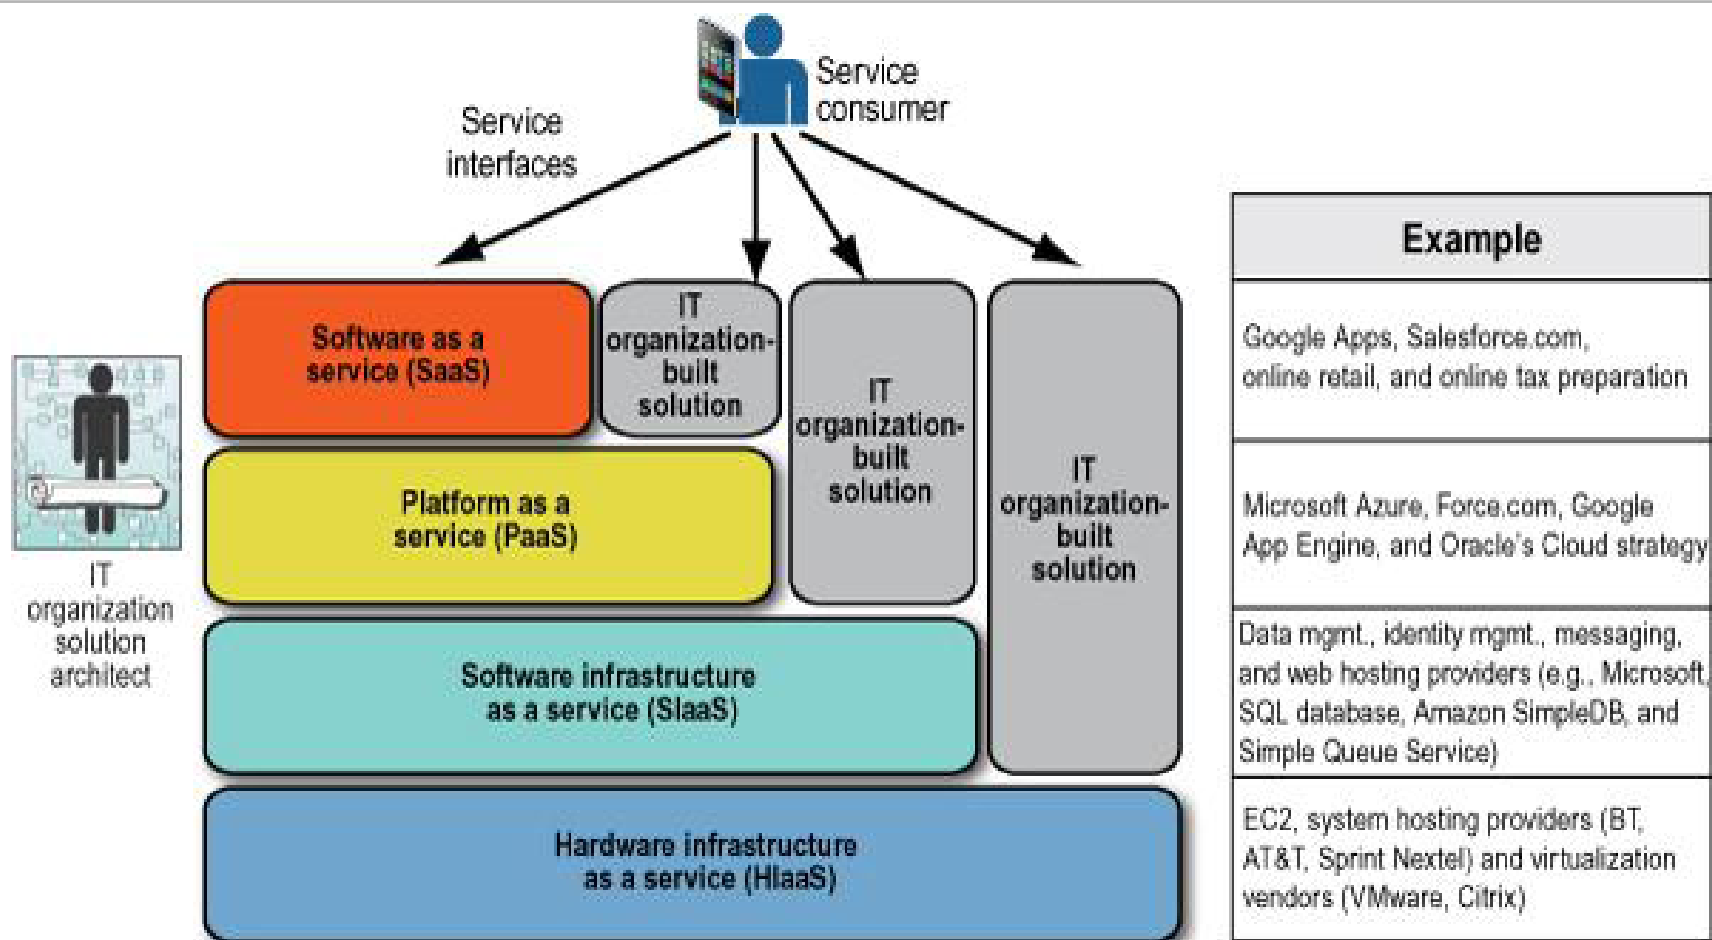 Service
consumer
Service
interfaces
IT
organization
solution
architect
Software as a
service (SaaS)
IT
organization-
built
solution
IT
organization-
built
solution
IT
organization-
built
solution
Platform as a
service (PaaS)
Software infrastructure
as a service (SIaaS)
Hardware infrastructure
as a service (HIaaS)
Example
Google Apps, Salesforce.com,
online retail, and online tax preparation
Microsoft Azure, Force.com, Google
App Engine, and Oracle's Cloud strategy
Data mgmt., identity mgmt., messaging,
and web hosting providers (e.g., Microsoft,
SQL database, Amazon SimpleDB, and
Simple Queue Service)
EC2, system hosting providers (BT,
AT&T, Sprint Nextel) and virtualization
vendors (VMware, Citrix)